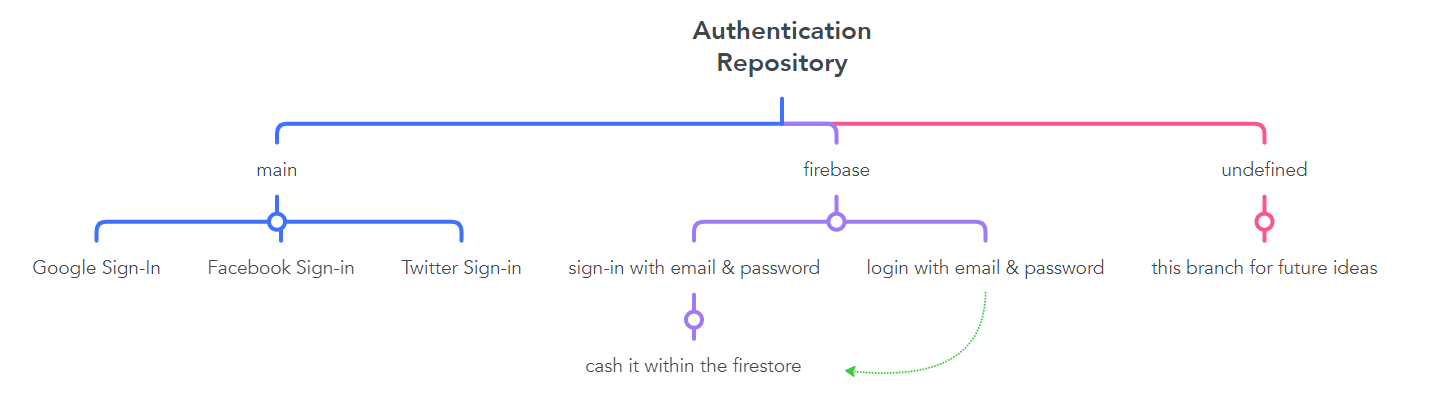 Authentication
Repository
main
firebase
undefined
Google Sign-In
Facebook Sign-in
Twitter Sign-in
sign-in with email & password
login with email & password
this branch for future ideas
cash it within the firestore